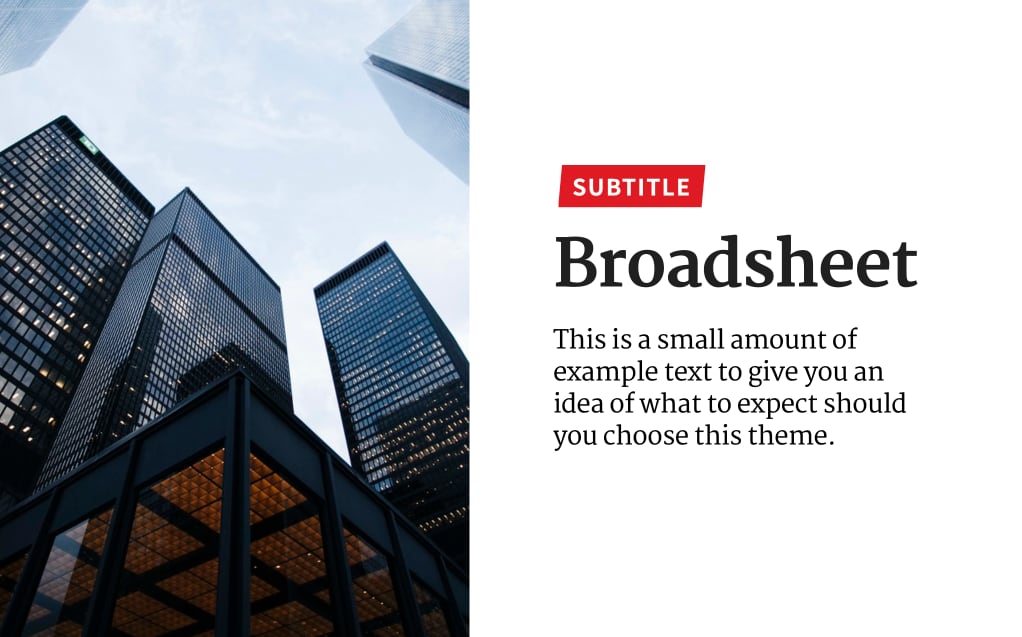 SUBTITLE
Broadsheet
This is a small amount of
example text to give you an
idea of what to expect should
you choose this theme.